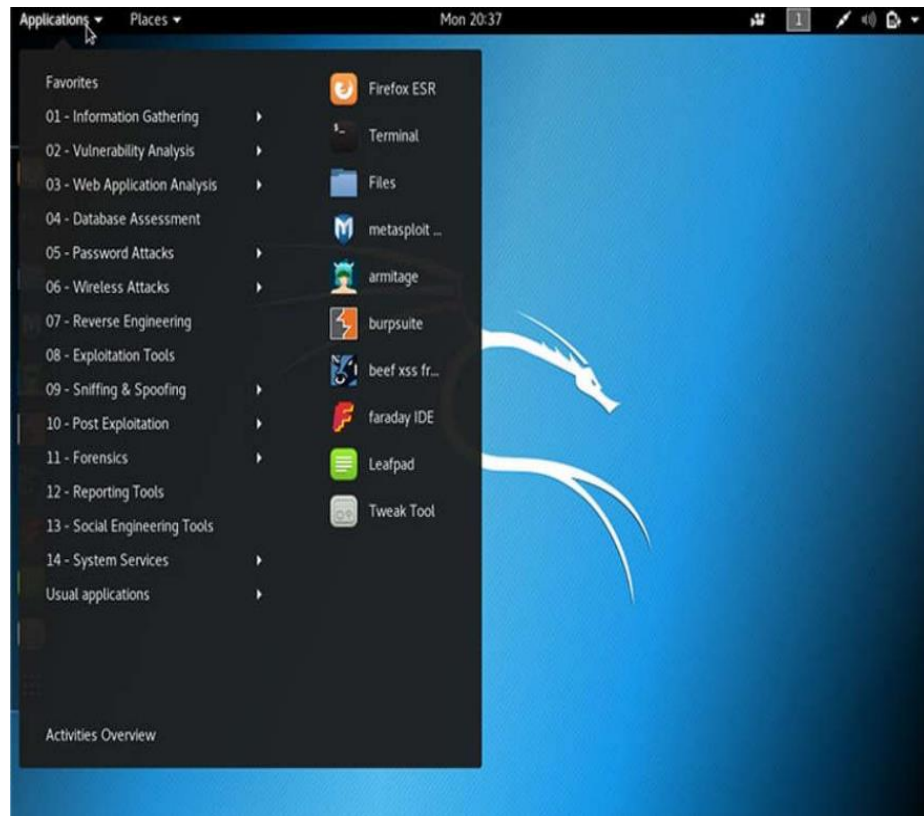 Applications Places Mon 20:37 1
Favorites
01 - Information Gathering
02 - Vulnerability Analysis
03 - Web Application Analysis
04 - Database Assessment
05 - Password Attacks
06 - Wireless Attacks
07 - Reverse Engineering
08 - Exploitation Tools
09 - Sniffing & Spoofing
10 - Post Exploitation
11 - Forensics
12 - Reporting Tools
13 - Social Engineering Tools
14 - System Services
Usual applications
Activities Overview
Firefox ESR
Terminal
Files
metasploit ...
armitage
burpsuite
beef xss fr...
faraday IDE
Leafpad
Tweak Tool